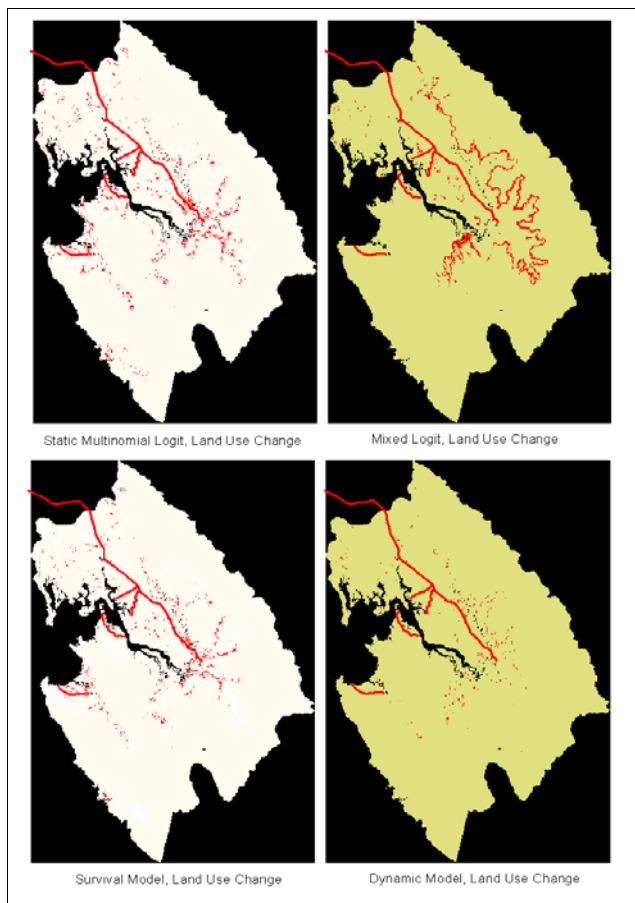 Static Multinomial Logit, Land Use Change
Mixed Logit, Land Use Change
Survival Model, Land Use Change
Dynamic Model, Land Use Change